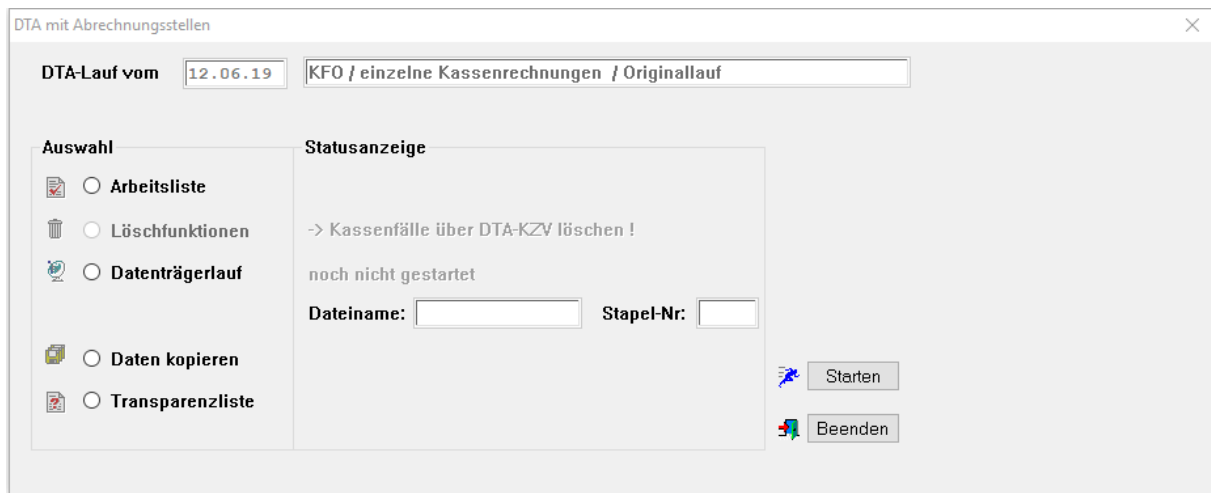 DTA mit Abrechnungsstellen
DTA-Lauf vom 12.06.19 KFO / einzelne Kassenrechnungen / Originallauf
Auswahl Statusanzeige
Arbeitsliste
Löschfunktionen -> Kassenfälle über DTA-KZV löschen !
Datenträgerlauf noch nicht gestartet
Dateiname: Stapel-Nr:
Daten kopieren
Starten
Transparenzliste
Beenden